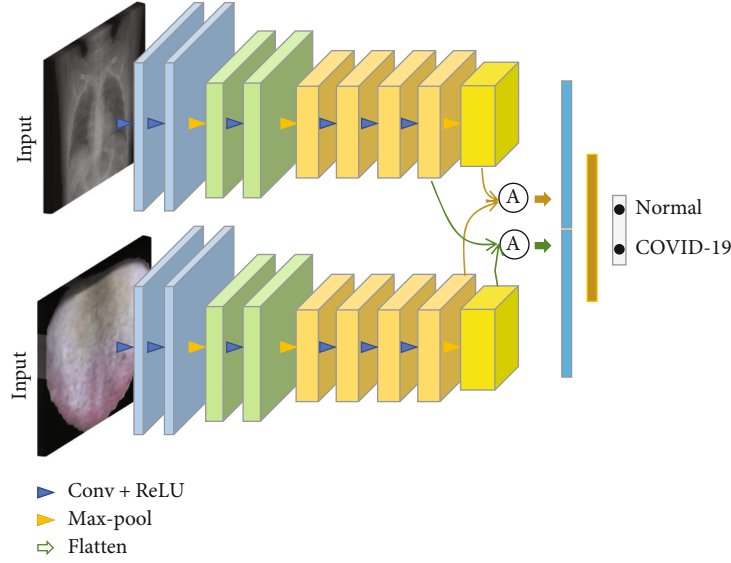 Input
A
Normal
A
COVID-19
Input
Conv + ReLU
Max-pool
Flatten